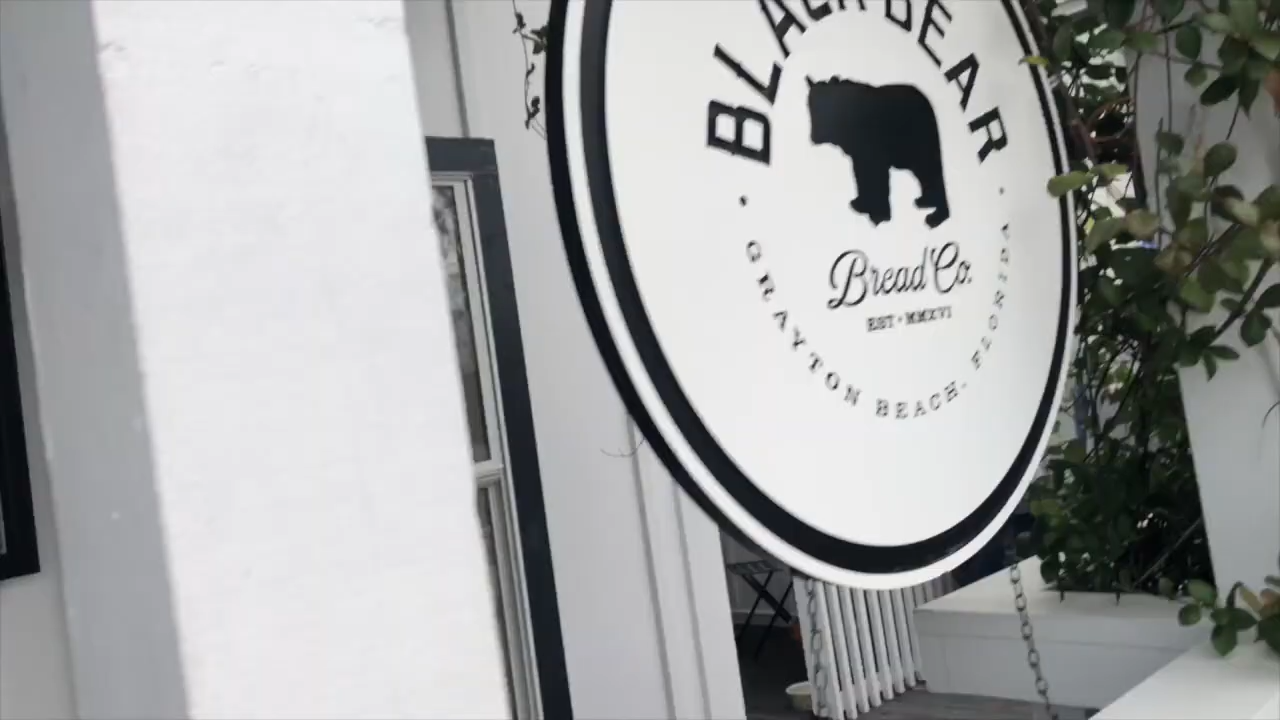 BLACK BEAR
Bread Co.
EST • MMXVI
• GRAYTON BEACH, FLORIDA •